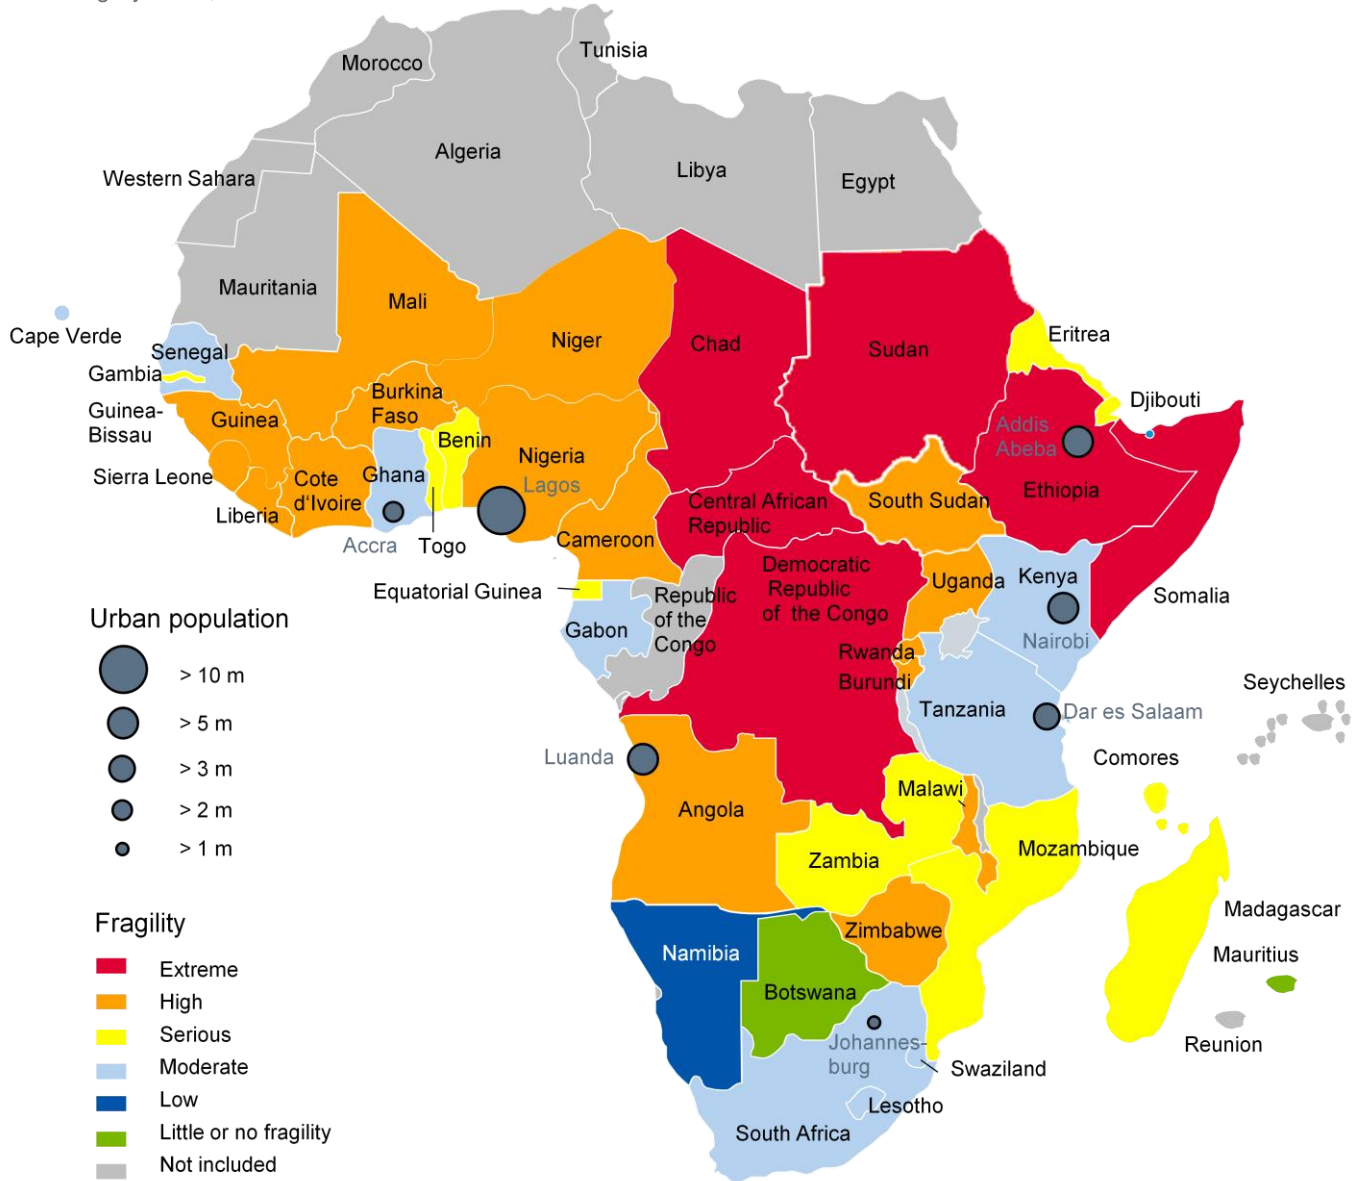 Morocco
Tunisia
Algeria
Libya
Egypt
Western Sahara
Mauritania
Mali
Niger
Chad
Sudan
Eritrea
Cape Verde
Senegal
Gambia
Guinea-
Bissau
Guinea
Burkina
Faso
Benin
Nigeria
Lagos
Djibouti
Addis
Abeba
Ethiopia
Sierra Leone
Cote
d'Ivoire
Ghana
Liberia
Accra
Togo
Cameroon
Central African
Republic
South Sudan
Equatorial Guinea
Gabon
Republic
of the
Congo
Democratic
Republic
of the Congo
Uganda
Kenya
Nairobi
Somalia
Rwanda
Burundi
Tanzania
Dar es Salaam
Seychelles
Comores
Luanda
Angola
Malawi
Zambia
Mozambique
Madagascar
Mauritius
Reunion
Zimbabwe
Namibia
Botswana
Johannes-
burg
Swaziland
Lesotho
South Africa
Urban population
> 10 m
> 5 m
> 3 m
> 2 m
> 1 m
Fragility
Extreme
High
Serious
Moderate
Low
Little or no fragility
Not included